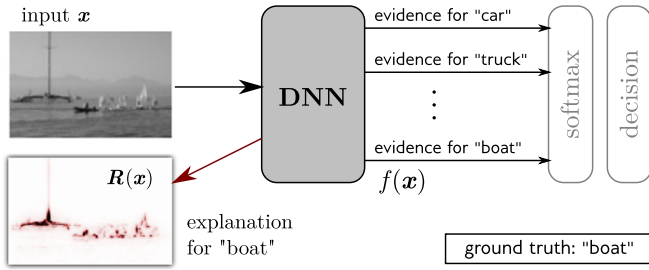 input x
DNN
evidence for "car"
evidence for "truck"
⋮
evidence for "boat"
f(x)
softmax
decision
R(x)
explanation
for "boat"
ground truth: "boat"